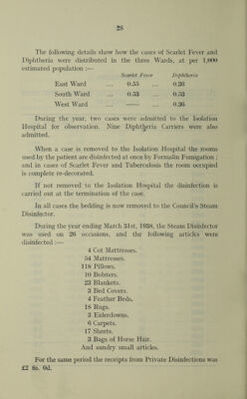 28
The following details show how the cases of Scarlet Fever and
Diphtheria were distributed in the three Wards, at per 1,000
estimated population :—
Scarlet Fever Diphtheria
East Ward ... 0.55 ... 0.26
South Ward ... 0.52 ... 0.52
West Ward ... —— ... 0.26
During the year, two cases were admitted to the Isolation
Hospital for observation. Nine Diphtheria Carriers were also
admitted.
When a case is removed to the Isolation Hospital the rooms
used by the patient are disinfected at once by Formalin Fumigation ;
and in cases of Scarlet Fever and Tuberculosis the room occupied
is complete re-decorated.
If not removed to the Isolation Hospital the disinfection is
carried out at the termination of the case.
In all cases the bedding is now removed to the Council's Steam
Disinfector.
During the year ending March 31st, 1938, the Steam Disinfector
was used on 26 occasions, and the following articles were
disinfected :—
4 Cot Mattresses.
54 Mattresses.
118 Pillows.
10 Bolsters.
23 Blankets.
3 Bed Covers.
4 Feather Beds.
18 Rugs.
3 Eiderdowns.
6 Carpets.
17 Sheets.
3 Bags of Horse Hair.
And sundry small articles.
For the same period the receipts from Private Disinfections was
£2 8s. 0d.